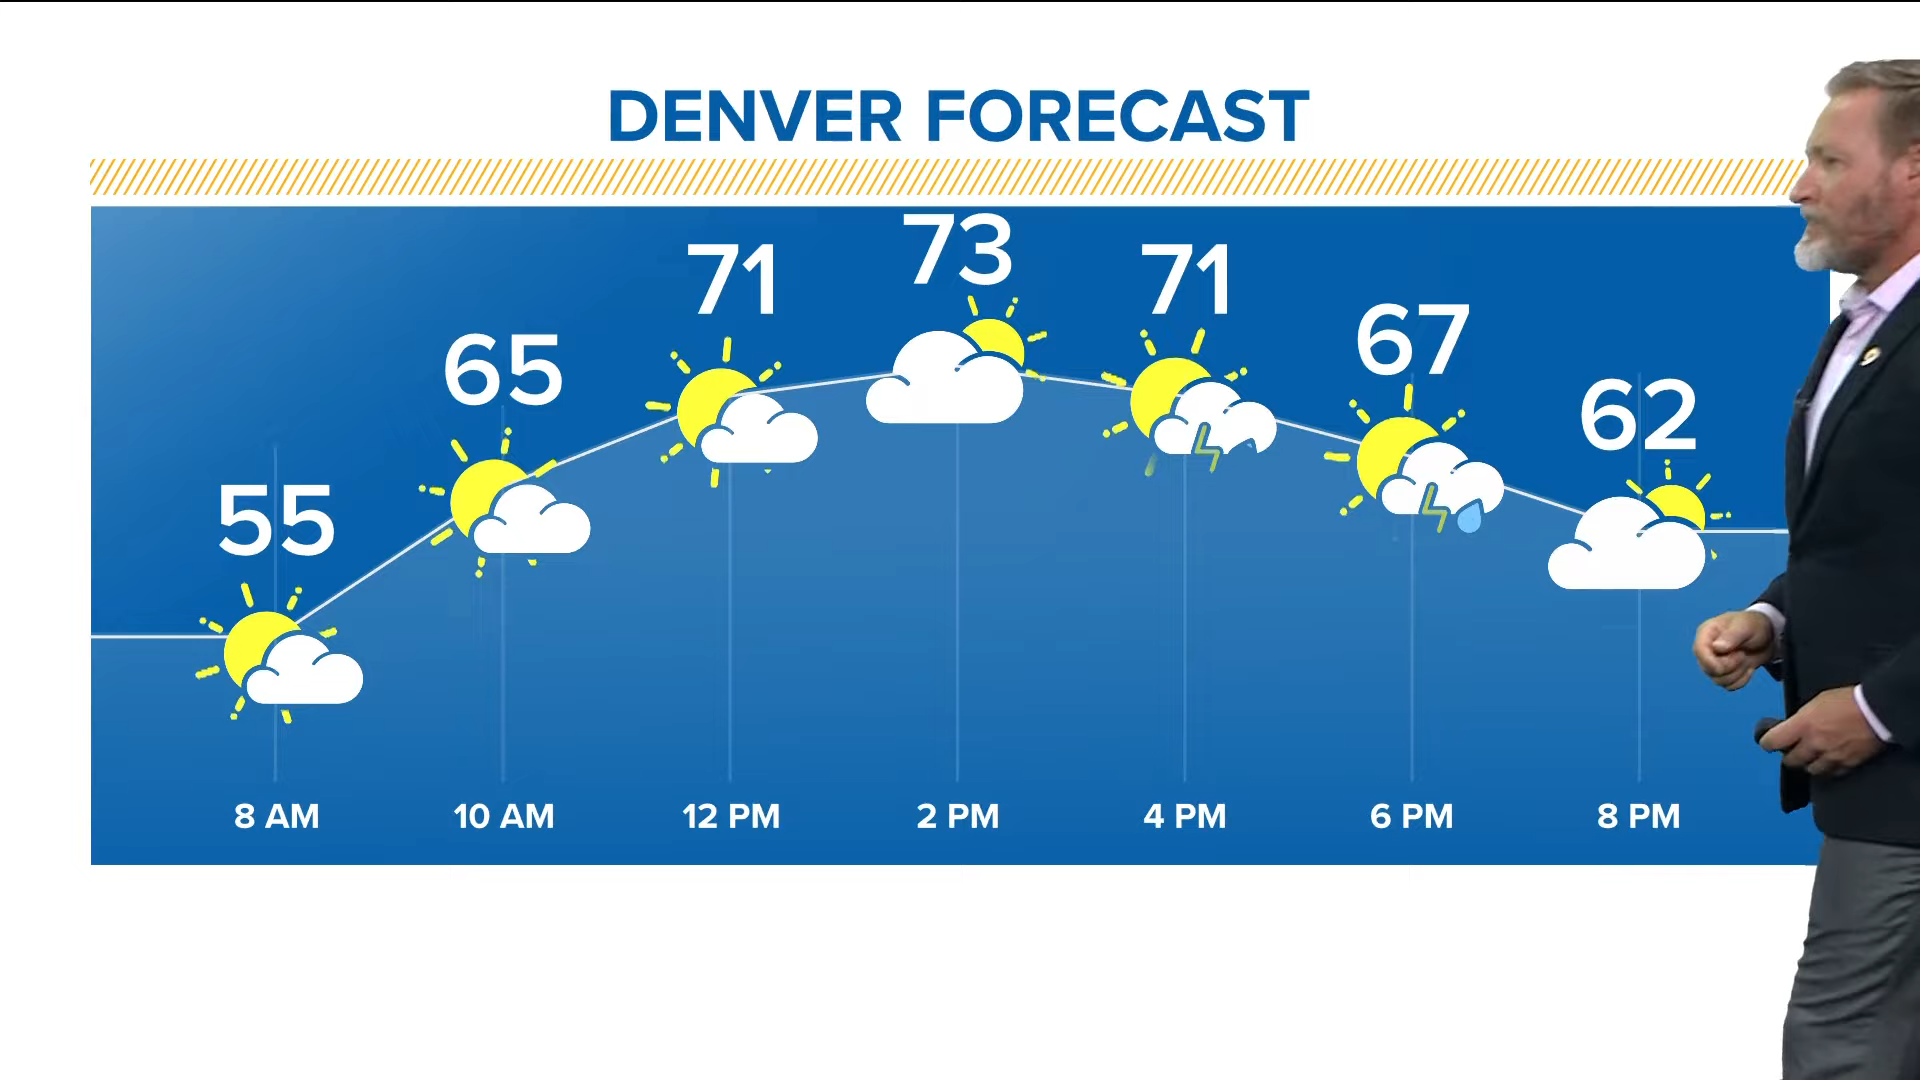 DENVER FORECAST
55
65
71
73
71
67
62
8 AM
10 AM
12 PM
2 PM
4 PM
6 PM
8 PM